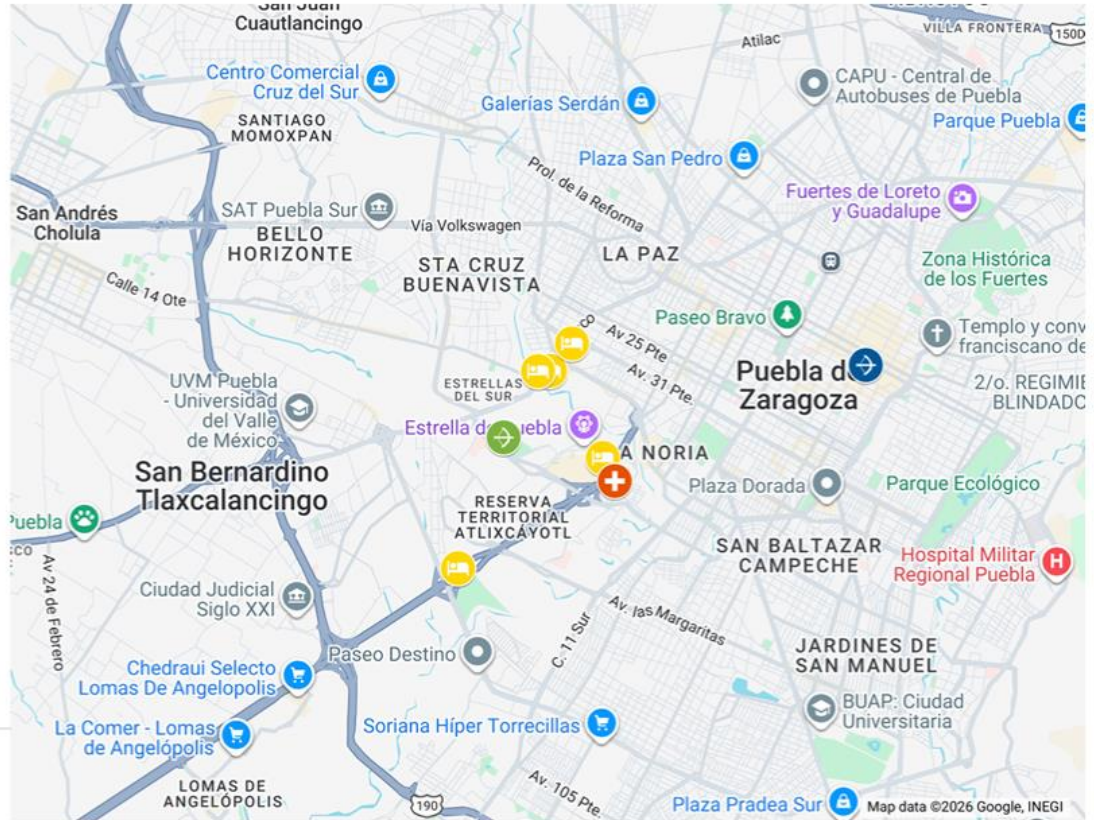 San Juan
Cuautlancingo
VILLA FRONTERA
150D
Atilac
Centro Comercial
Cruz del Sur
CAPU - Central de
Autobuses de Puebla
Galerías Serdán
Parque Puebla
SANTIAGO
MOMOXPAN
Plaza San Pedro
Prol. de la Reforma
Fuertes de Loreto
y Guadalupe
San Andrés
Cholula
SAT Puebla Sur
Vía Volkswagen
BELLO
HORIZONTE
LA PAZ
STA CRUZ
BUENAVISTA
Zona Histórica
de los Fuertes
Calle 14 Ote
Paseo Bravo
Av 25 Pte
Templo y conv
franciscano de
Av. 31 Pte.
Puebla d
Zaragoza
ESTRELLAS
DEL SUR
UVM Puebla
- Universidad
del Valle
de México
2/o. REGIMIE
BLINDADO
Estrella de uebla
A NORIA
San Bernardino
Tlaxcalancingo
Plaza Dorada
Parque Ecológico
RESERVA
TERRITORIAL
ATLIXCÁYOTL
Puebla
sco
SAN BALTAZAR
CAMPECHE
Hospital Militar
Regional Puebla
H
Av 24 de Febrero
Ciudad Judicial
Siglo XXI
Av. las Margaritas
C. 11 Sur
Paseo Destino
JARDINES DE
SAN MANUEL
Chedraui Selecto
Lomas De Angelopolis
BUAP: Ciudad
Universitaria
La Comer - Lomas
de Angelópolis
Soriana Híper Torrecillas
LOMAS DE
ANGELÓPOLIS
190
Av. 105 Pte.
Plaza Pradea Sur
Map data ©2026 Google, INEGI